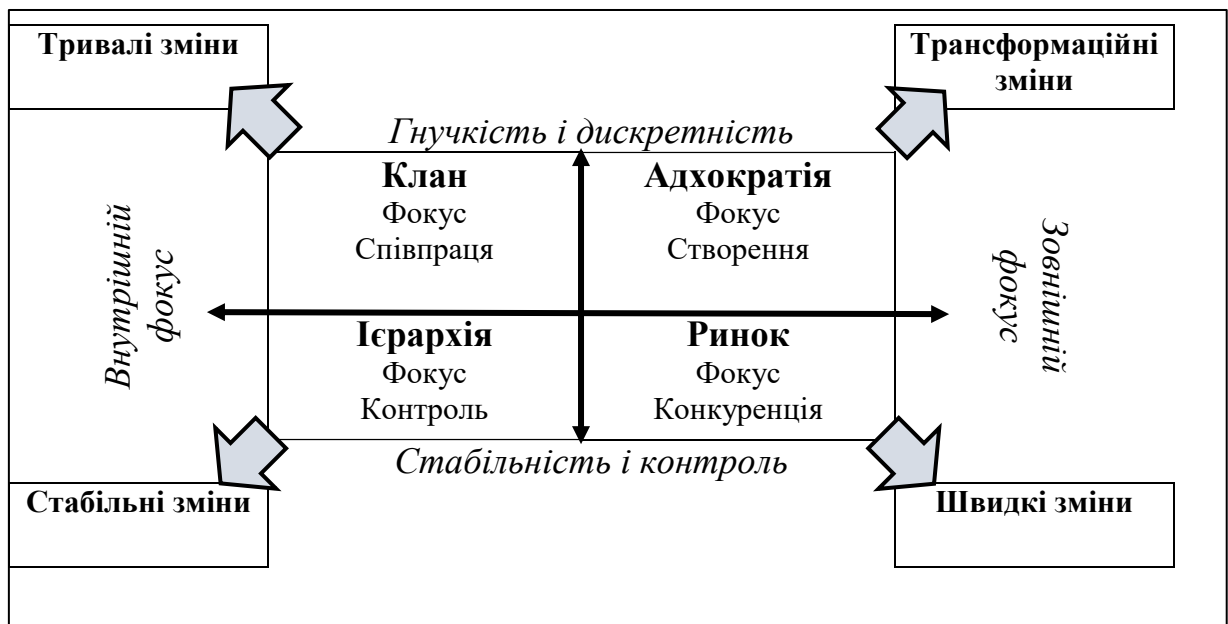 Тривалі зміни
Трансформаційні
зміни
Гнучкість і дискретність
Клан
Фокус
Співпраця
Адхократія
Фокус
Створення
Внутрішній
фокус
Зовнішній
фокус
Ієрархія
Фокус
Контроль
Ринок
Фокус
Конкуренція
Стабільність і контроль
Стабільні зміни
Швидкі зміни